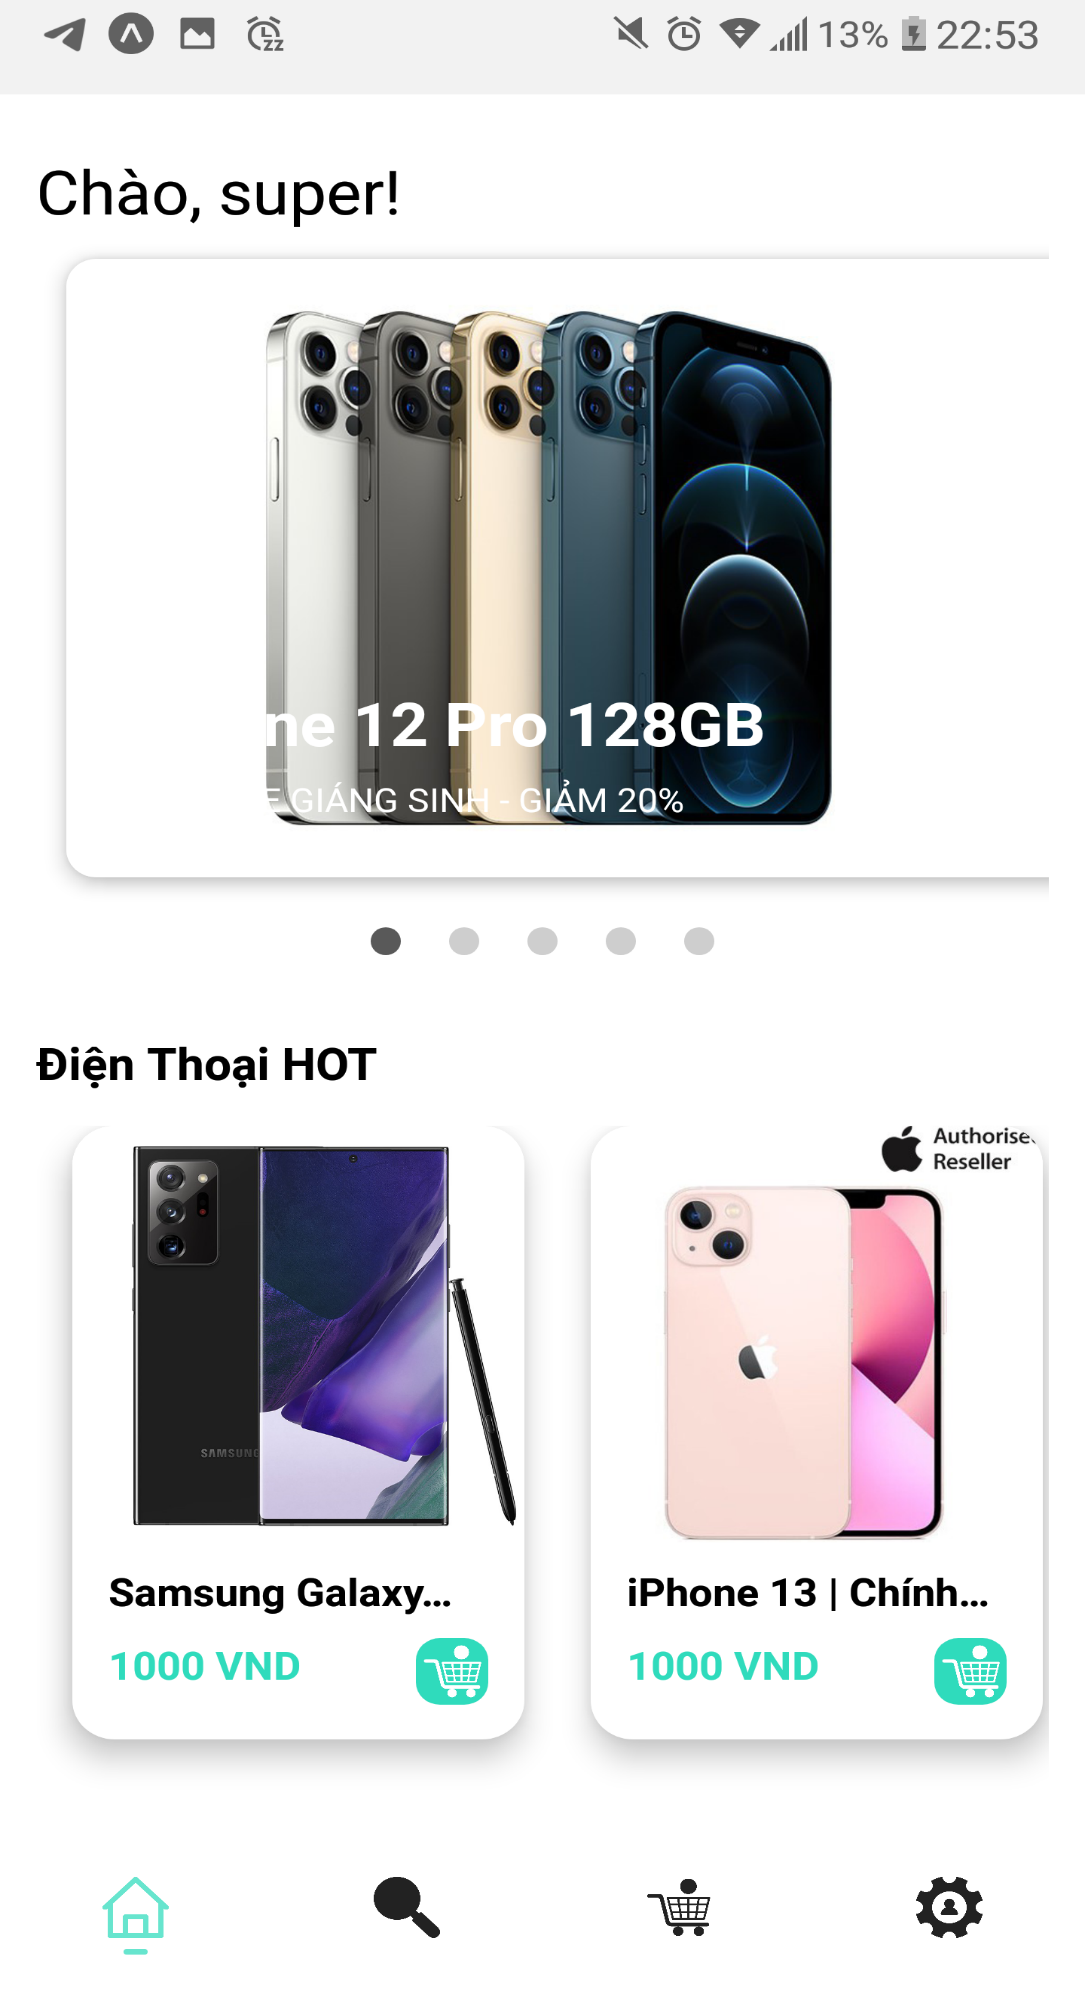 13% 22:53
Chào, super!
ne 12 Pro 128GB
E GIÁNG SINH - GIẢM 20%
Điện Thoại HOT
Authorise
Reseller
SAMSUNG
Samsung Galaxy...
iPhone 13 | Chính...
1000 VND
1000 VND